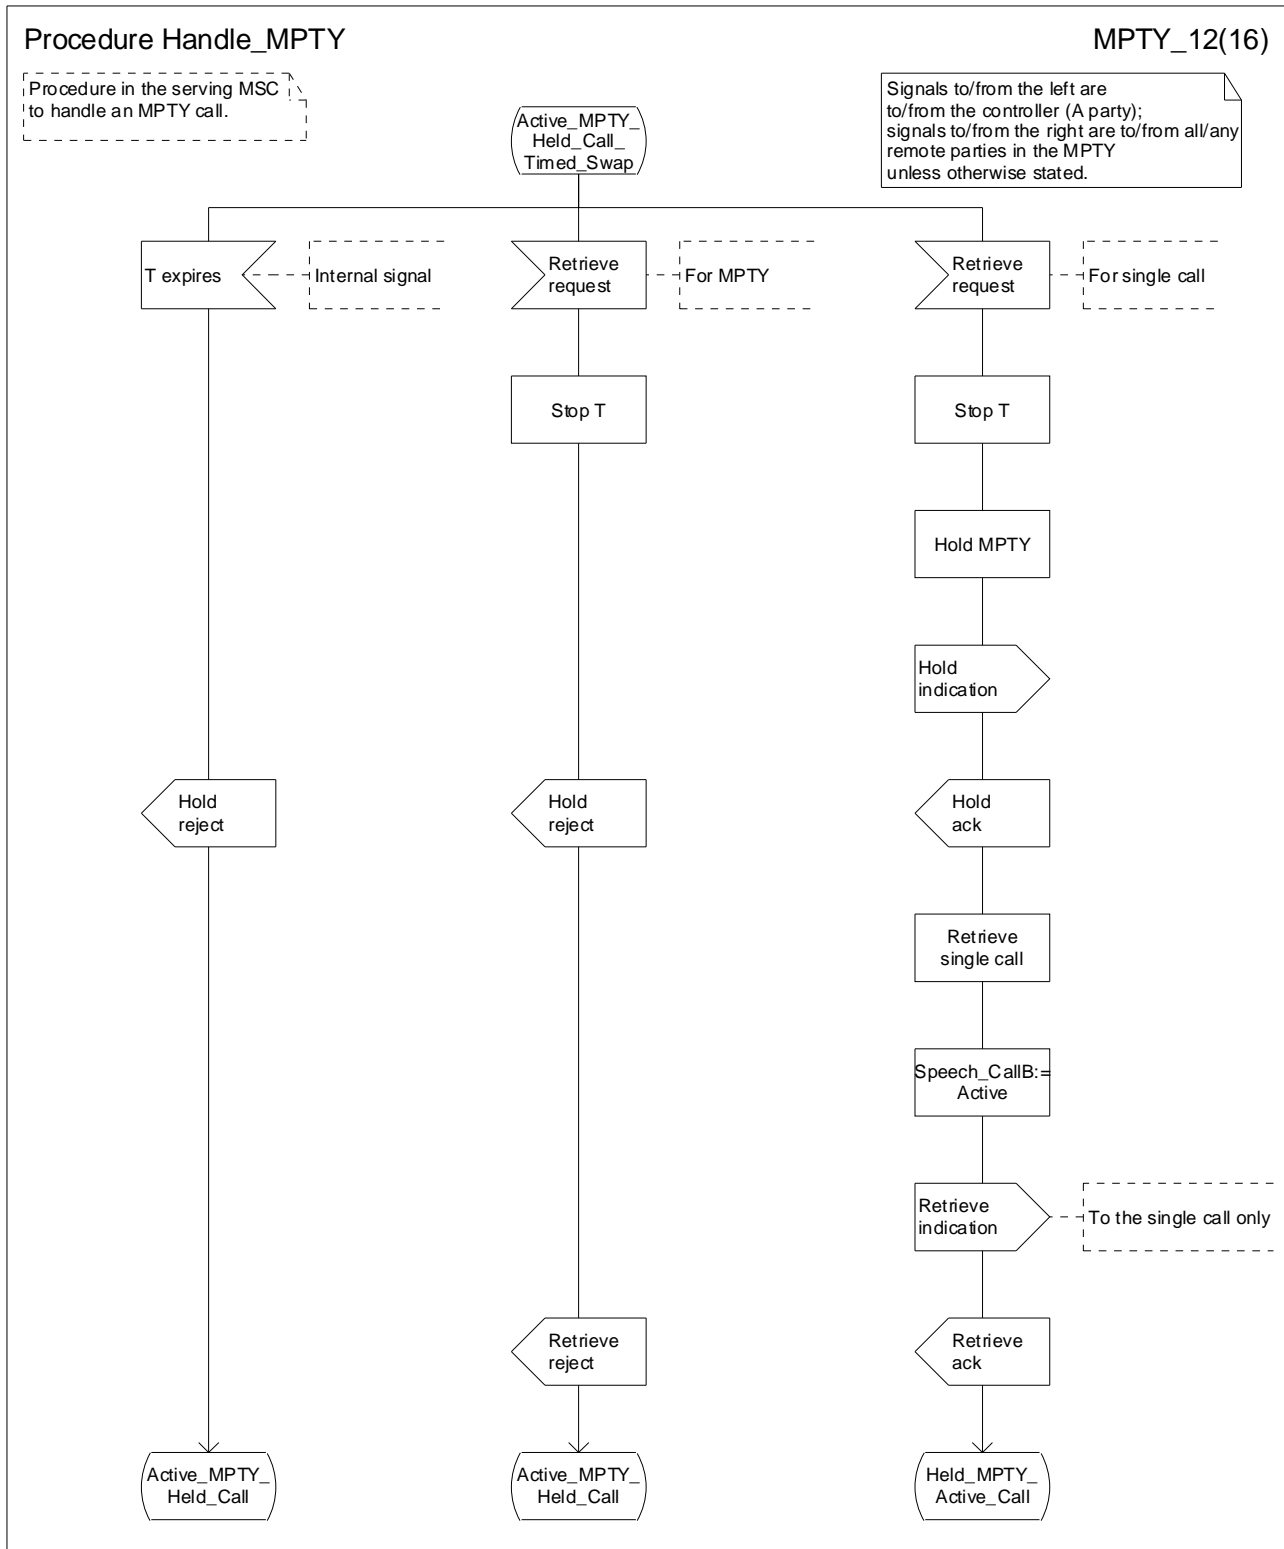 Procedure Handle_MPTY
MPTY_12(16)
Procedure in the serving MSC
to handle an MPTY call.
Signals to/from the left are
to/from the controller (A party);
signals to/from the right are to/from all/any
remote parties in the MPTY
unless otherwise stated.
Active_MPTY_
Held_Call_
Timed_Swap
T expires
Internal signal
Retrieve
request
For MPTY
Retrieve
request
For single call
Stop T
Stop T
Hold MPTY
Hold
indication
Hold
reject
Hold
reject
Hold
ack
Retrieve
single call
Speech_CallB:=
Active
Retrieve
indication
To the single call only
Retrieve
reject
Retrieve
ack
Active_MPTY_
Held_Call
Active_MPTY_
Held_Call
Held_MPTY_
Active_Call